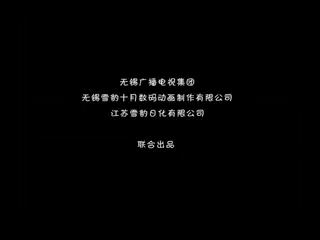 无锡广播电视集团
无锡雪豹十月数码动画制作有限公司
江苏雪豹日化有限公司
联合出品